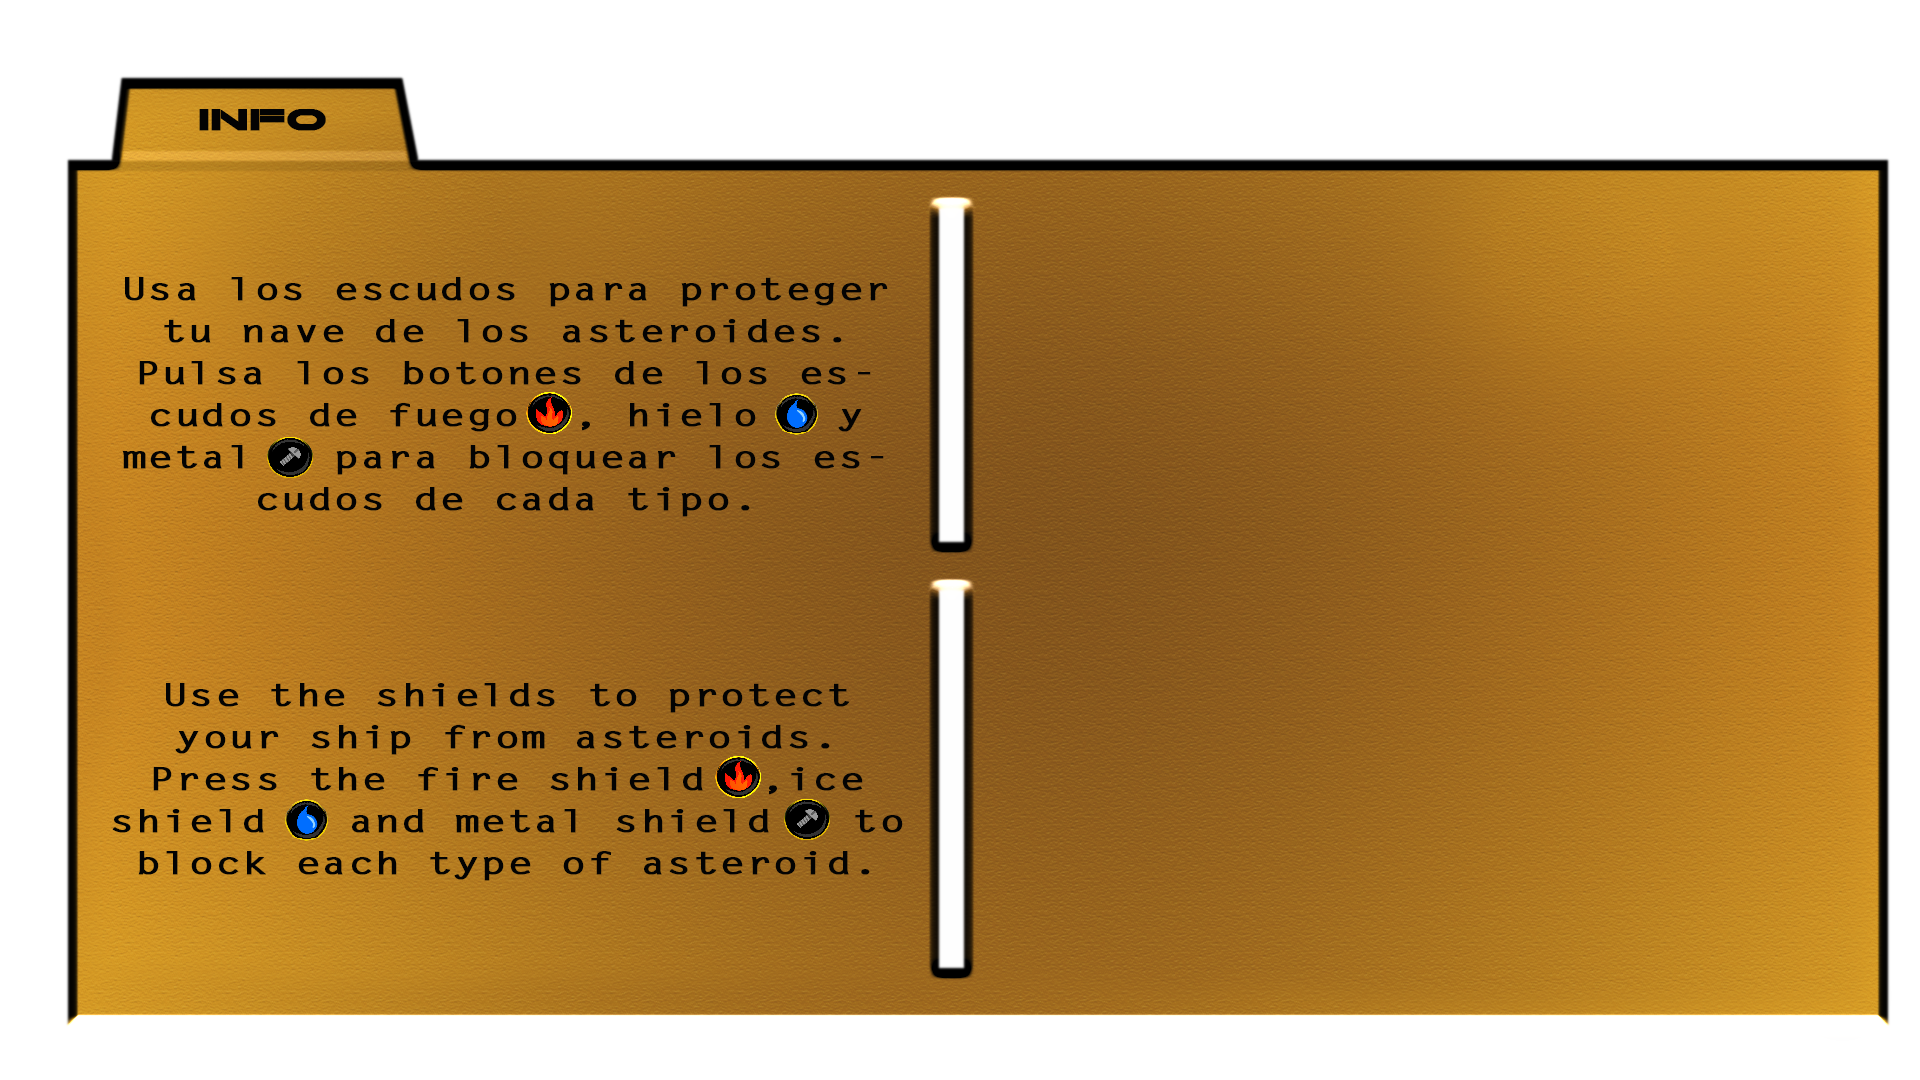 INFO
Usa los escudos para proteger
tu nave de los asteroides.
Pulsa los botones de los es-
cudos de fuego, hielo y
metal para bloquear los es-
cudos de cada tipo.
Use the shields to protect
your ship from asteroids.
Press the fire shield,ice
shield and metal shield to
block each type of asteroid.